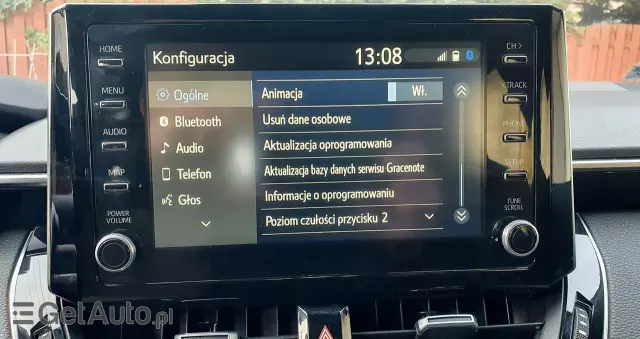 HOME
MENU
AUDIO
MAP
POWER
VOLUME
Konfiguracja
13:08
Ogólne
Bluetooth
Audio
Telefon
Głos
Animacja Wł.
Usuń dane osobowe
Aktualizacja oprogramowania
Aktualizacja bazy danych serwisu Gracenote
Informacje o oprogramowaniu
Poziom czułości przycisku 2
CH >
TRACK
PHONE
SETUP
TUNE
SCROLL
GetAuto.pl